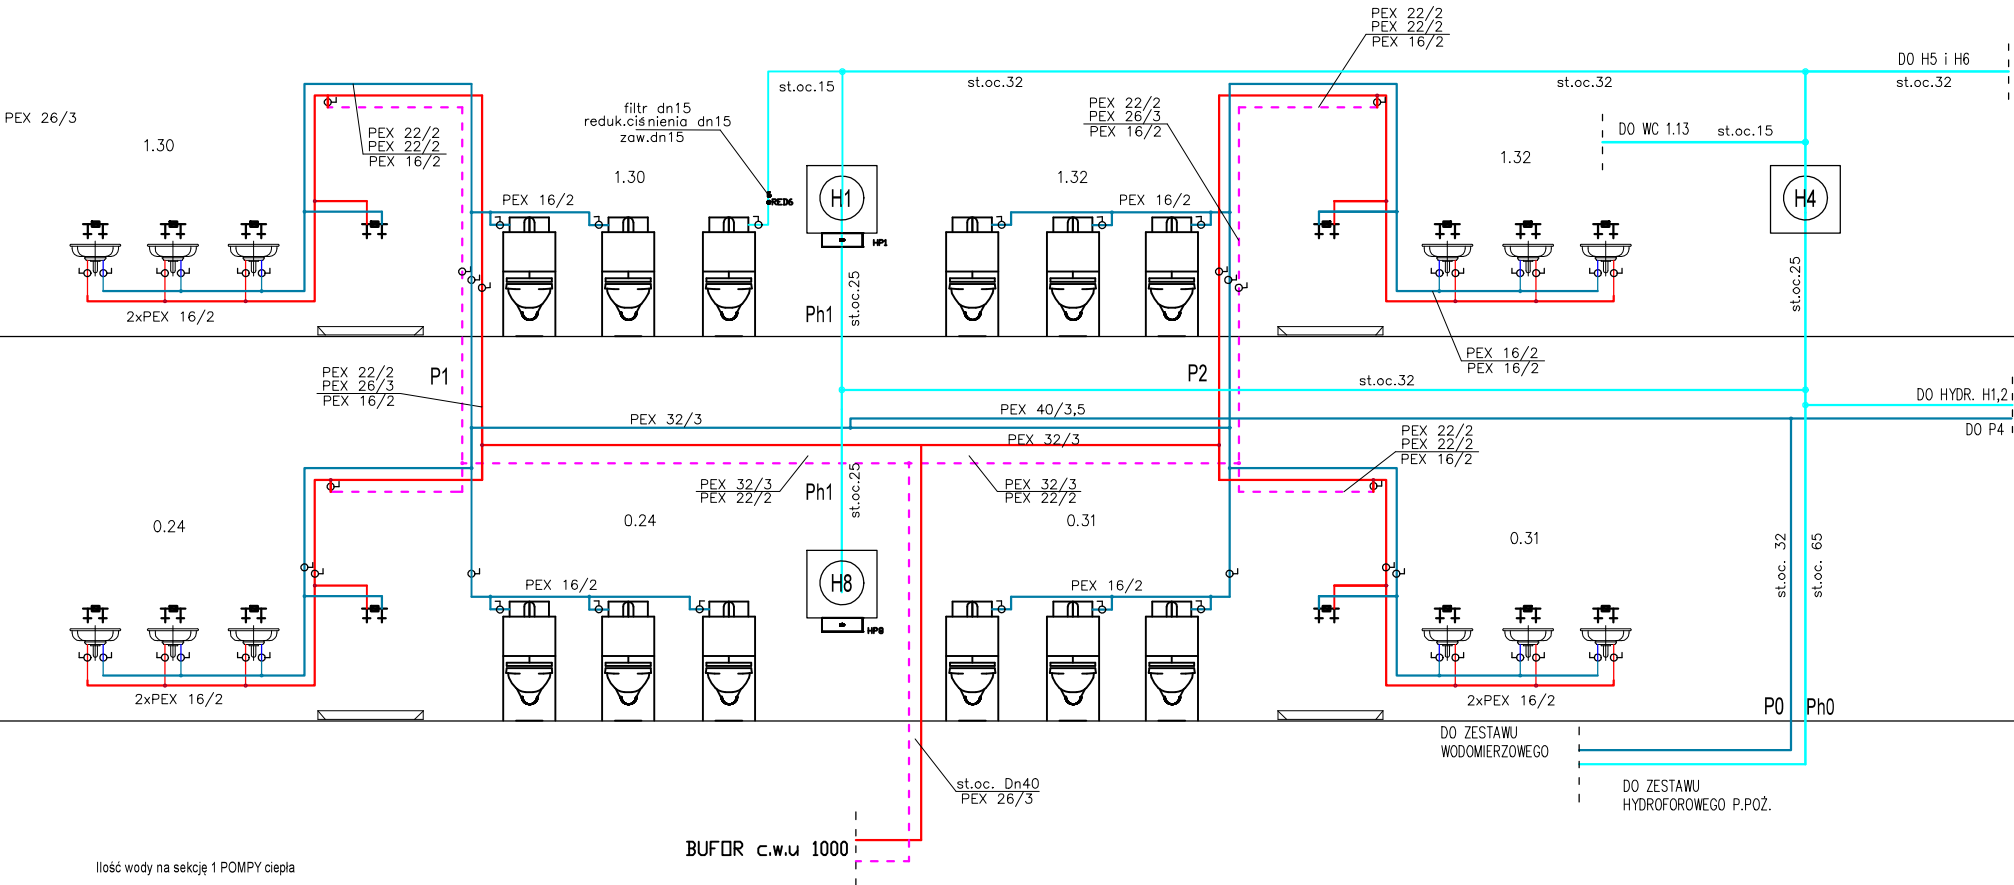 PEX 22/2
PEX 22/2
PEX 16/2
DO H5 i H6
st.oc.15
st.oc.32
st.oc.32
st.oc.32
PEX 26/3
1.30
PEX 22/2
PEX 22/2
PEX 16/2
filtr dn15
reduk.ciśnienia dn15
zaw.dn15
PEX 22/2
PEX 26/3
PEX 16/2
DO WC 1.13
st.oc.15
1.30
1.32
1.32
PEX 16/2
RED6
H1
PEX 16/2
H4
HP1
2xPEX 16/2
Ph1
st.oc.25
st.oc.25
PEX 16/2
PEX 16/2
PEX 22/2
PEX 26/3
PEX 16/2
P1
P2
st.oc.32
DO HYDR. H1,2
PEX 32/3
PEX 40/3,5
DO P4
PEX 32/3
PEX 22/2
PEX 22/2
PEX 16/2
PEX 32/3
PEX 22/2
Ph1
st.oc.25
PEX 32/3
PEX 22/2
0.24
0.24
0.31
0.31
st.oc. 32
st.oc. 65
PEX 16/2
H8
PEX 16/2
HP8
2xPEX 16/2
2xPEX 16/2
P0
Ph0
DO ZESTAWU
WODOMIERZOWEGO
st.oc. Dn40
PEX 26/3
DO ZESTAWU
HYDROFOROWEGO P.POŻ.
BUFOR c.w.u 1000
Ilość wody na sekcję 1 POMPY ciepła